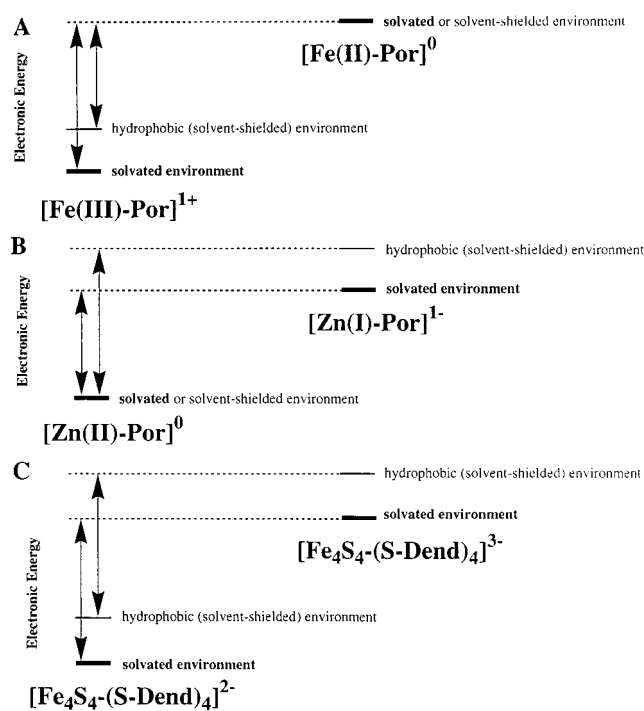 A
solvated or solvent-shielded environment
[Fe(II)-Por]0
Electronic Energy
hydrophobic (solvent-shielded) environment
solvated environment
[Fe(III)-Por]1+
B
hydrophobic (solvent-shielded) environment
solvated environment
[Zn(I)-Por]1-
Electronic Energy
solvated or solvent-shielded environment
[Zn(II)-Por]0
C
hydrophobic (solvent-shielded) environment
solvated environment
[Fe4S4-(S-Dend)4]3-
Electronic Energy
hydrophobic (solvent-shielded) environment
solvated environment
[Fe4S4-(S-Dend)4]2-